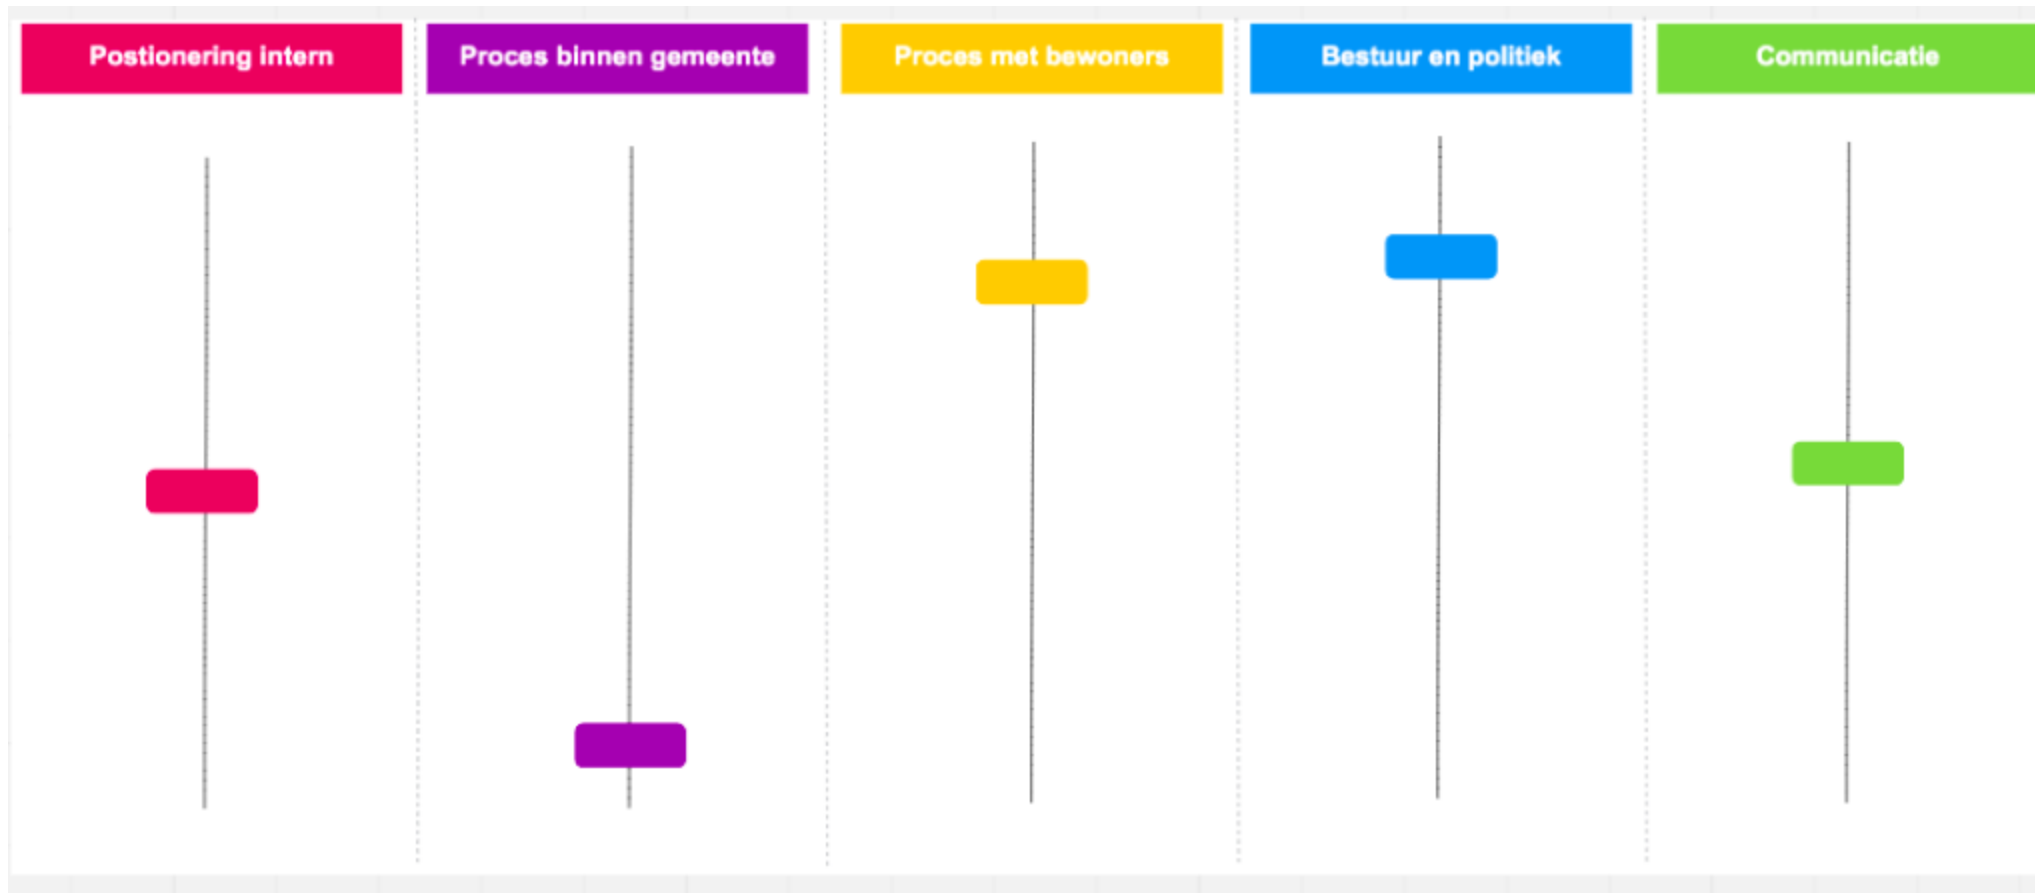 Postionering intern
Proces binnen gemeente
Proces met bewoners
Bestuur en politiek
Communicatie